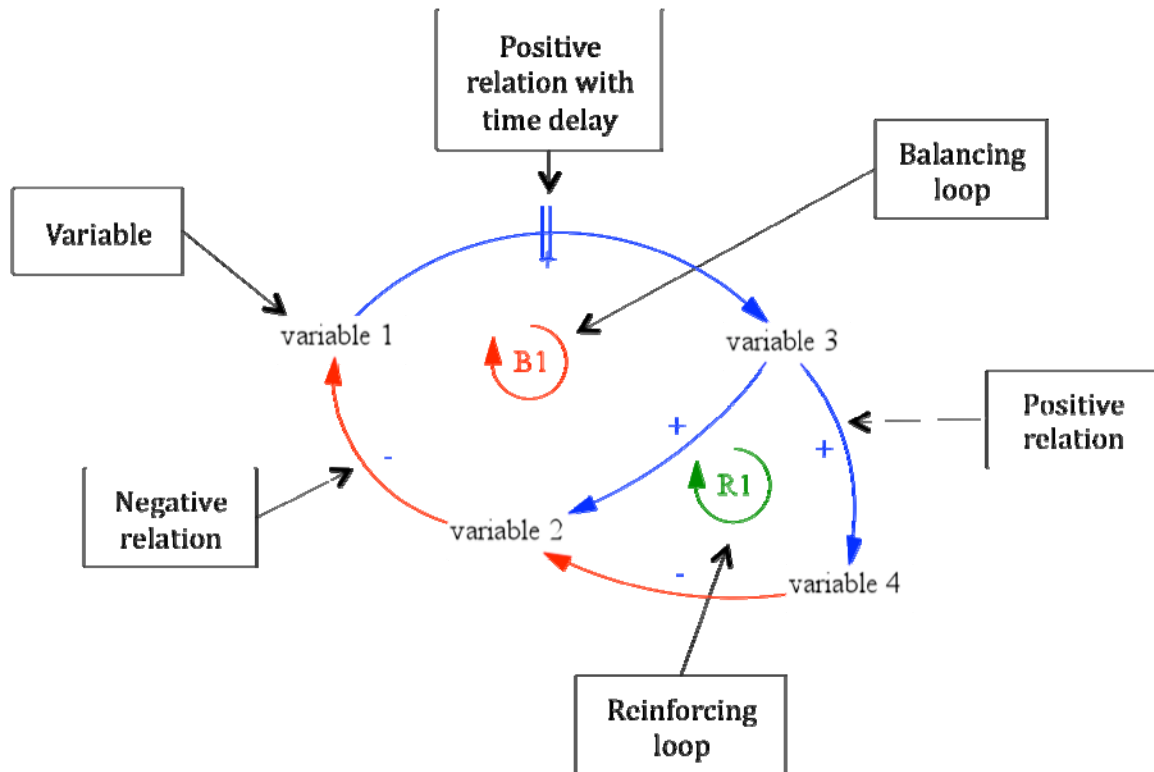 Positive
relation with
time delay
Balancing
loop
Variable
+
variable 1
B1
variable 3
Positive
relation
+
+
-
R1
Negative
relation
variable 2
-
variable 4
Reinforcing
loop